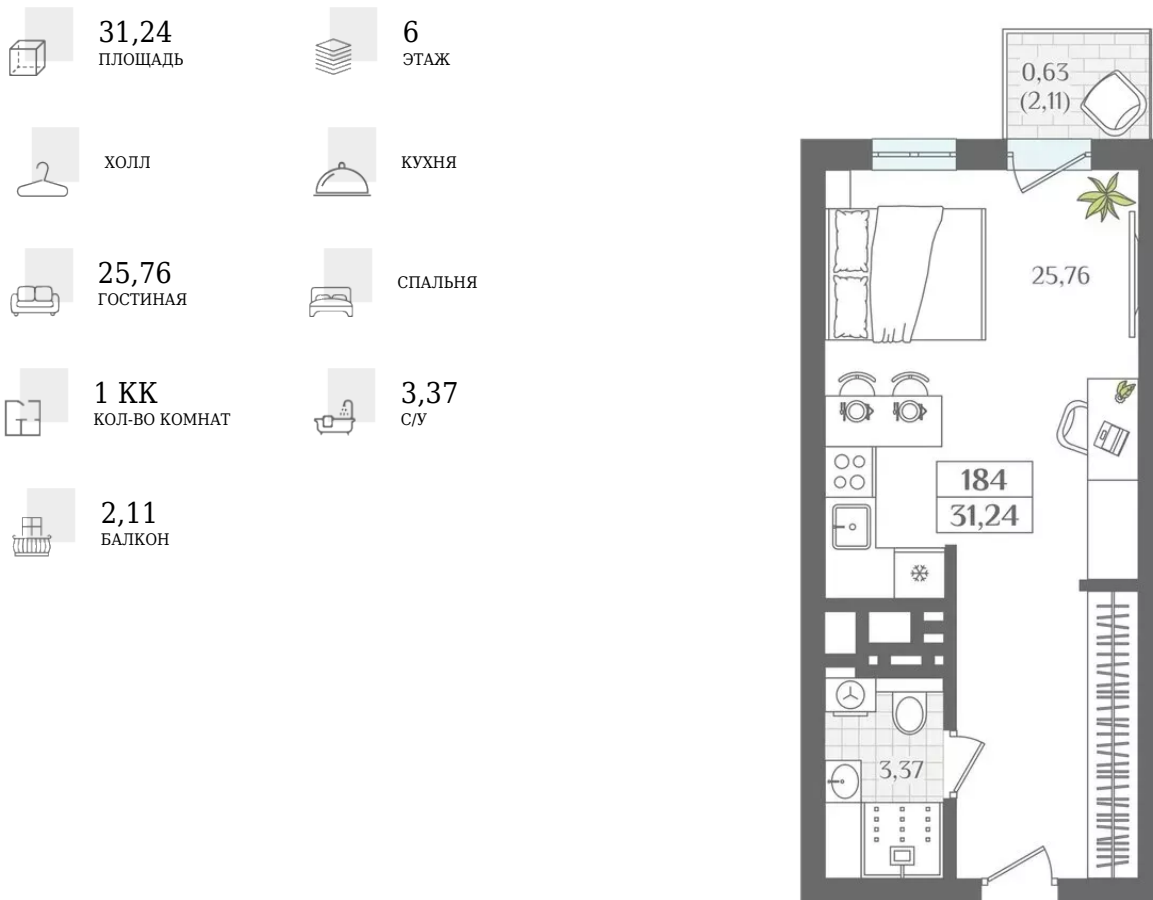 31,24
ПЛОЩАДЬ
6
ЭТАЖ
ХОЛЛ
КУХНЯ
25,76
ГОСТИНАЯ
СПАЛЬНЯ
1 КК
КОЛ-ВО КОМНАТ
3,37
С/У
2,11
БАЛКОН
0,63
(2,11)
25,76
184
31,24
3,37